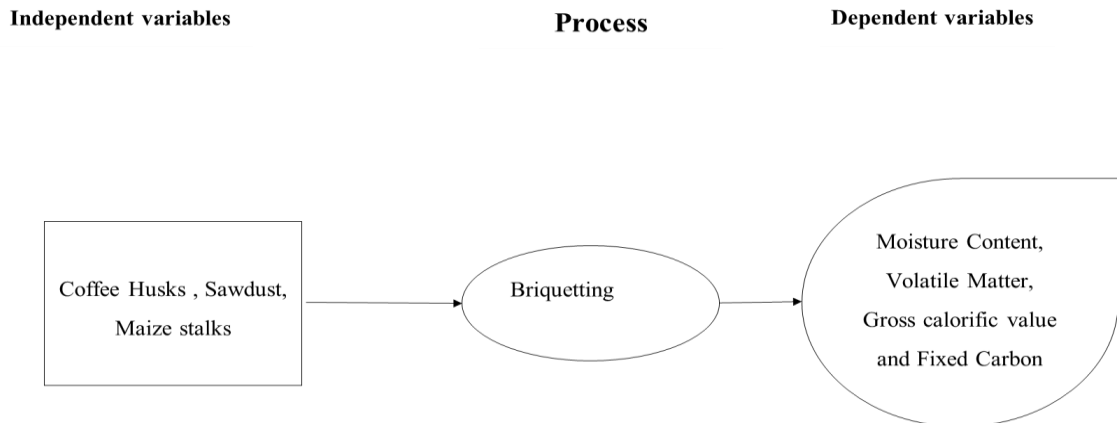 Independent variables
Process
Dependent variables
Coffee Husks , Sawdust,
Maize stalks
Briquetting
Moisture Content,
Volatile Matter,
Gross calorific value
and Fixed Carbon